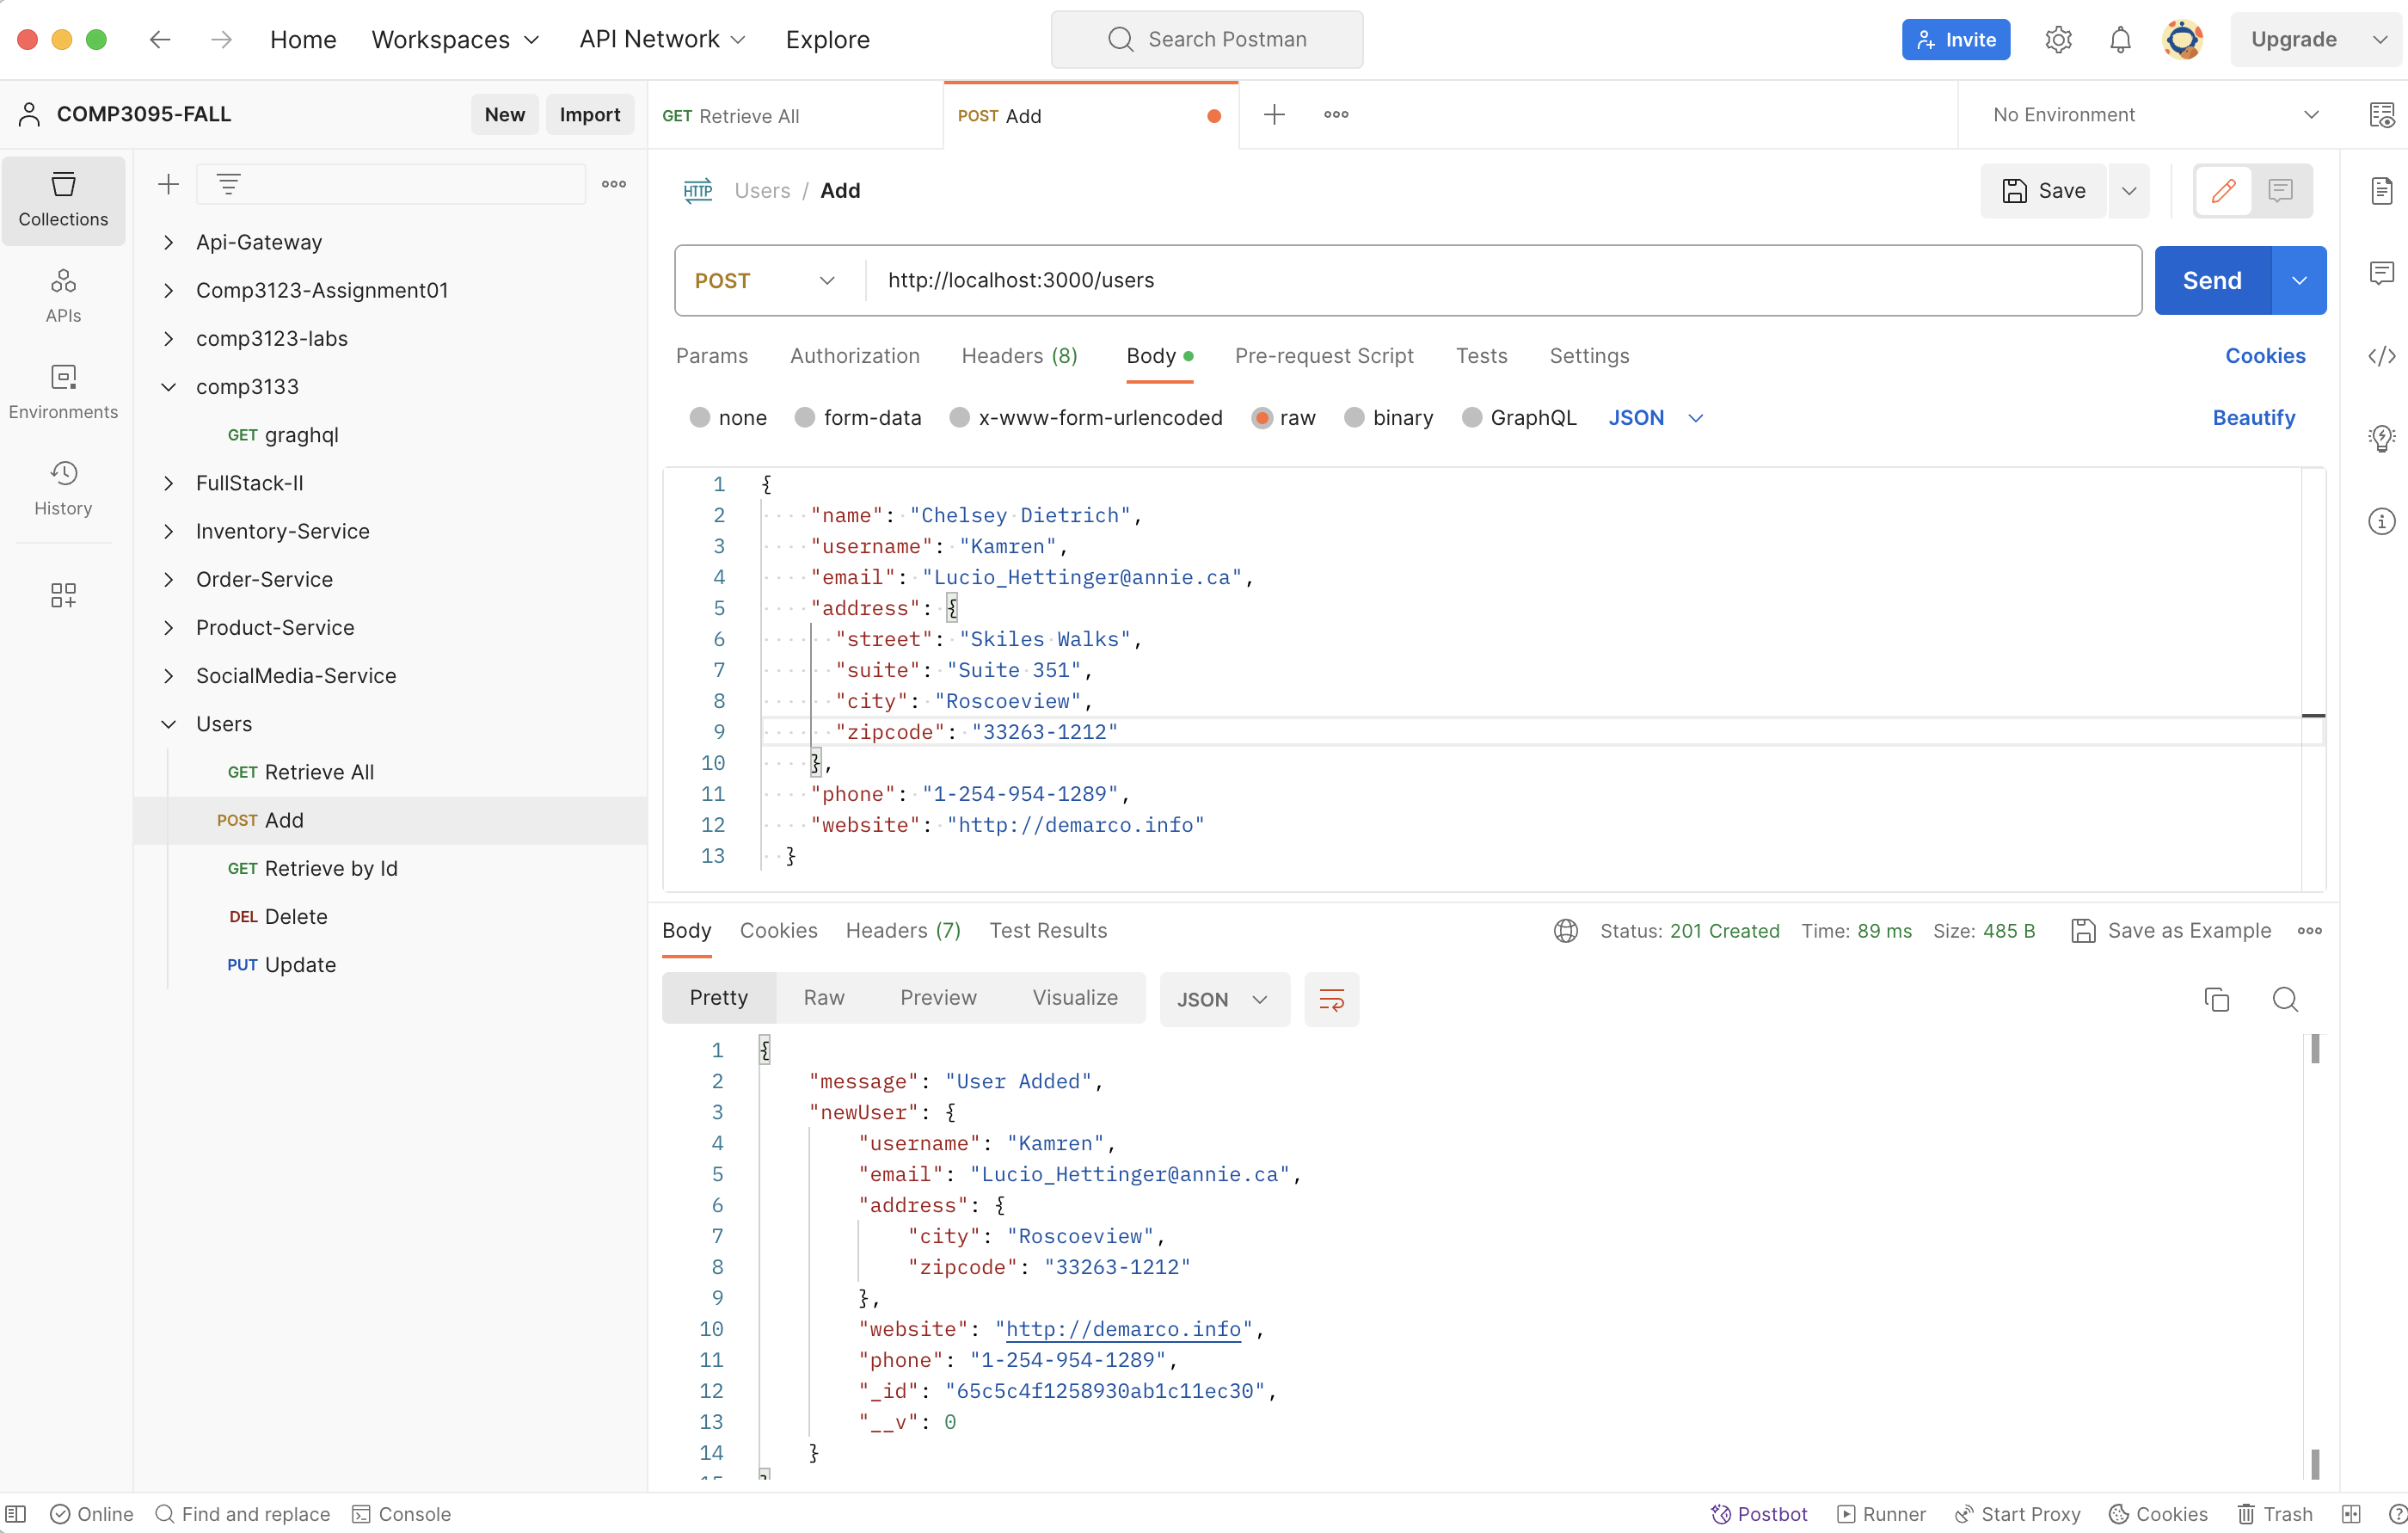 Home Workspaces API Network Explore Search Postman Invite Upgrade
COMP3095-FALL New Import GET Retrieve All POST Add No Environment
Collections
APIs
Environments
History
Api-Gateway
Comp3123-Assignment01
comp3123-labs
comp3133
GET graghql
FullStack-II
Inventory-Service
Order-Service
Product-Service
SocialMedia-Service
Users
GET Retrieve All
POST Add
GET Retrieve by Id
DEL Delete
PUT Update
HTTP Users / Add Save
POST http://localhost:3000/users Send
Params Authorization Headers (8) Body Pre-request Script Tests Settings Cookies
none form-data x-www-form-urlencoded raw binary GraphQL JSON Beautify
1 {
2 "name": "Chelsey Dietrich",
3 "username": "Kamren",
4 "email": "Lucio_Hettinger@annie.ca",
5 "address": {
6 "street": "Skiles Walks",
7 "suite": "Suite 351",
8 "city": "Roscoeview",
9 "zipcode": "33263-1212"
10 },
11 "phone": "1-254-954-1289",
12 "website": "http://demarco.info"
13 }
Body Cookies Headers (7) Test Results Status: 201 Created Time: 89 ms Size: 485 B Save as Example
Pretty Raw Preview Visualize JSON
1 {
2 "message": "User Added",
3 "newUser": {
4 "username": "Kamren",
5 "email": "Lucio_Hettinger@annie.ca",
6 "address": {
7 "city": "Roscoeview",
8 "zipcode": "33263-1212"
9 },
10 "website": "http://demarco.info",
11 "phone": "1-254-954-1289",
12 "_id": "65c5c4f1258930ab1c11ec30",
13 "__v": 0
14 }
Online Find and replace Console Postbot Runner Start Proxy Cookies Trash